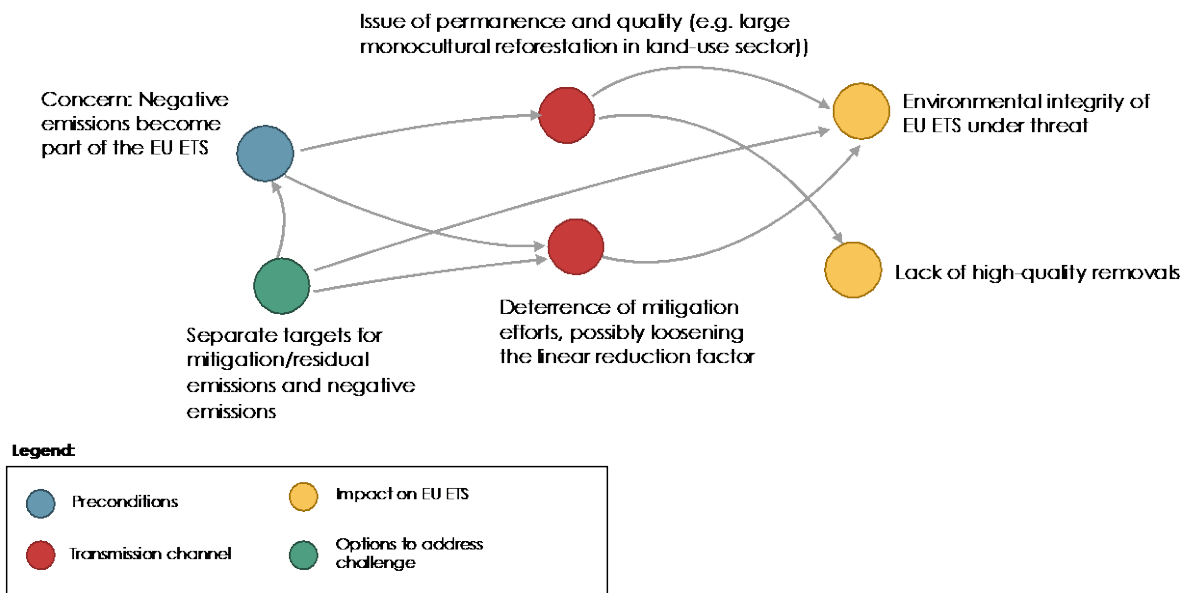 Issue of permanence and quality (e.g. large
monocultural reforestation in land-use sector))
Concern: Negative
emissions become
part of the EU ETS
Environmental integrity of
EU ETS under threat
Lack of high-quality removals
Separate targets for
mitigation/residual
emissions and negative
emissions
Deterrence of mitigation
efforts, possibly loosening
the linear reduction factor
Legend:
Preconditions
Impact on EU ETS
Transmission channel
Options to address
challenge